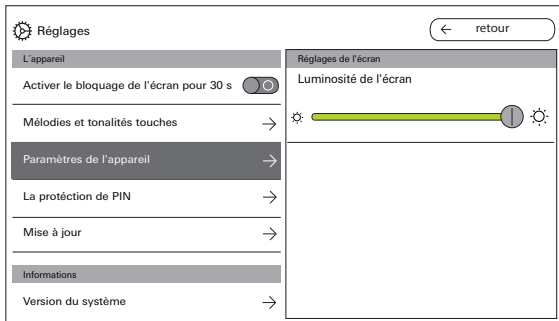 Réglages
retour
L´appareil
Activer le bloquage de l'écran pour 30 s
Mélodies et tonalités touches
Paramètres de l'appareil
La protéction de PIN
Mise à jour
Informations
Version du système
Réglages de l'écran
Luminosité de l'écran